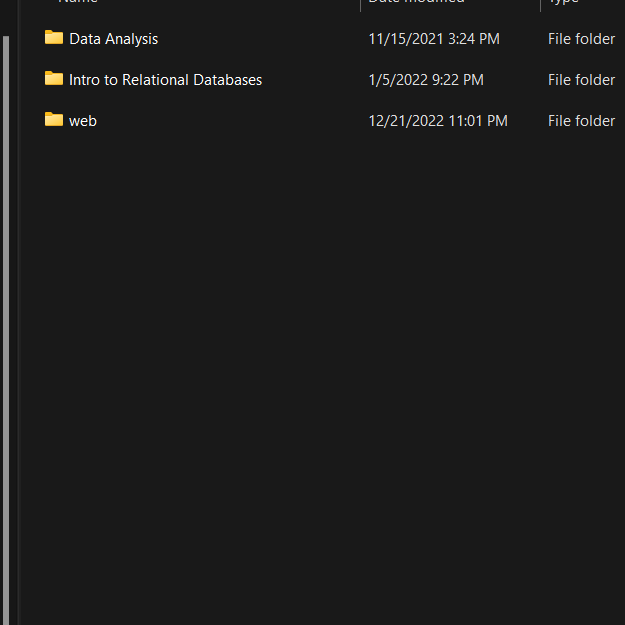 Name Date modified Type
Data Analysis 11/15/2021 3:24 PM File folder
Intro to Relational Databases 1/5/2022 9:22 PM File folder
web 12/21/2022 11:01 PM File folder